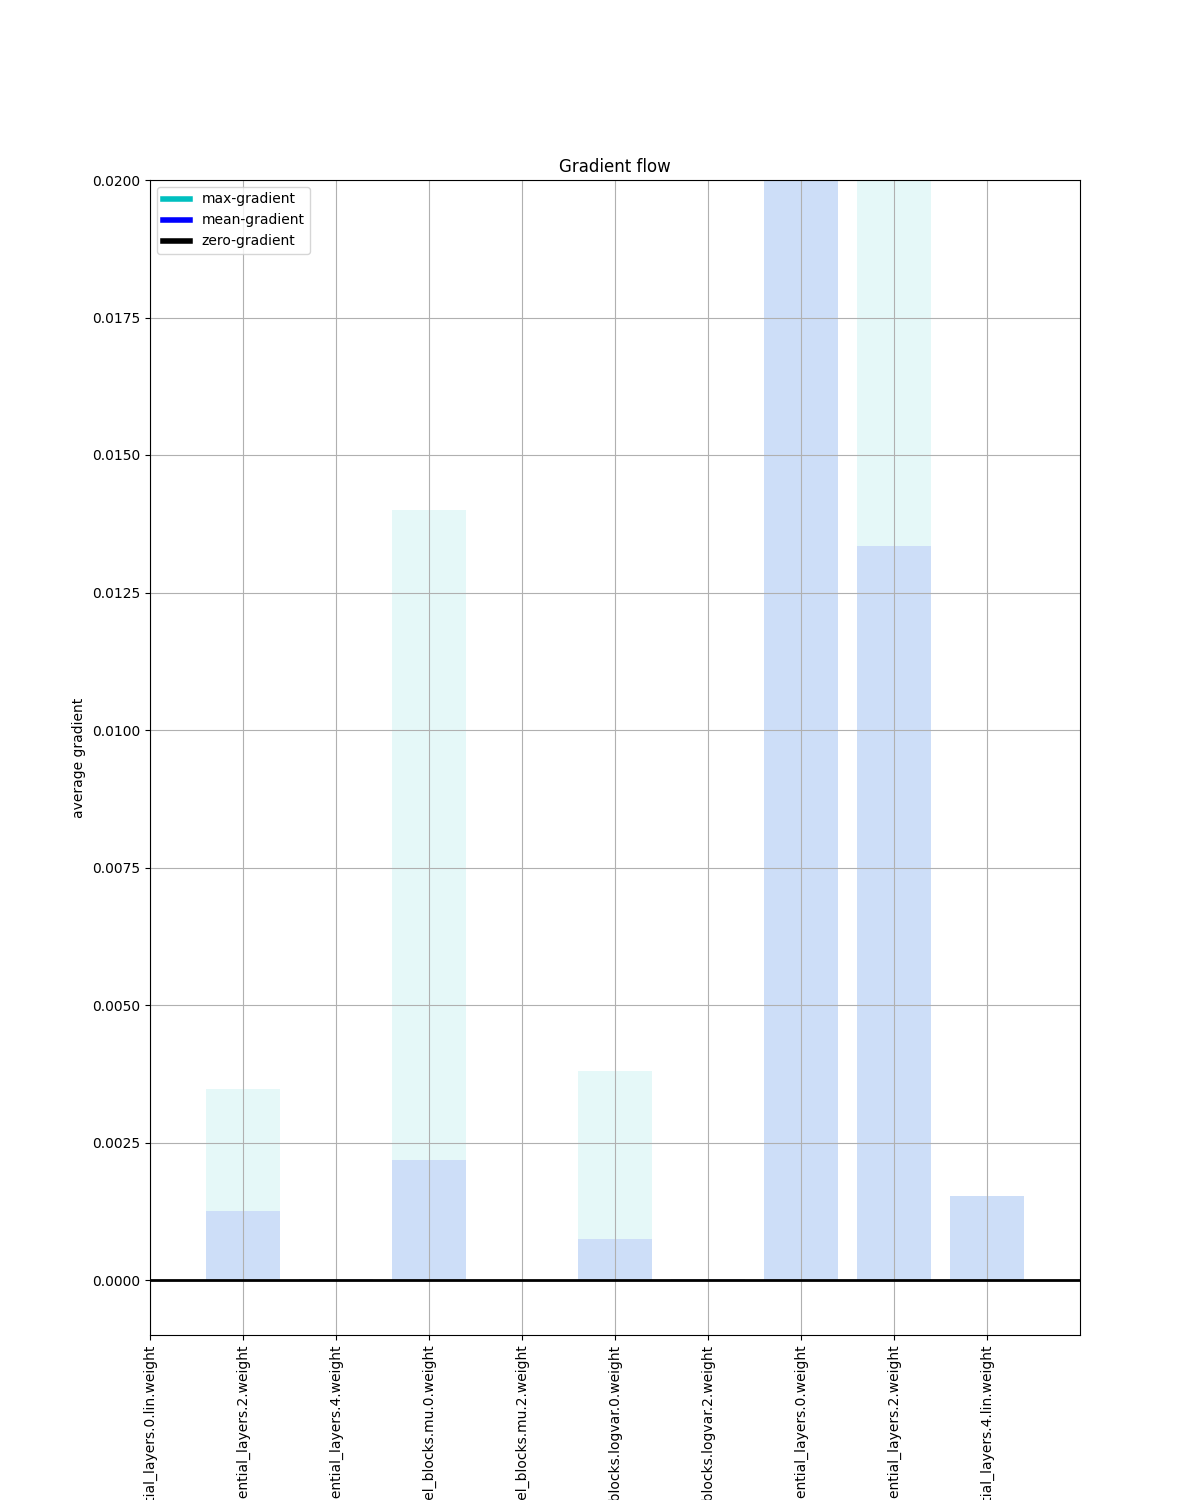 Gradient flow
max-gradient
mean-gradient
zero-gradient
0.0200
0.0175
0.0150
0.0125
0.0100
0.0075
0.0050
0.0025
0.0000
average gradient
tial_layers.0.lin.weight
ential_layers.2.weight
ential_layers.4.weight
el_blocks.mu.0.weight
el_blocks.mu.2.weight
blocks.logvar.0.weight
blocks.logvar.2.weight
ential_layers.0.weight
ential_layers.2.weight
tial_layers.4.lin.weight